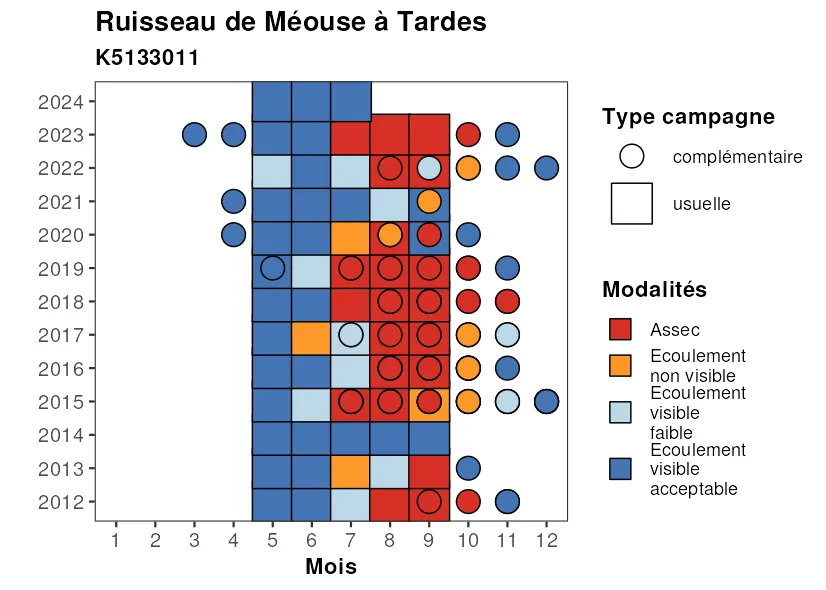 Ruisseau de Méouse à Tardes
K5133011
2024
2023
2022
2021
2020
2019
2018
2017
2016
2015
2014
2013
2012
1 2 3 4 5 6 7 8 9 10 11 12
Mois
Type campagne
complémentaire
usuelle
Modalités
Assec
Ecoulement
non visible
Ecoulement
visible
faible
Ecoulement
visible
acceptable